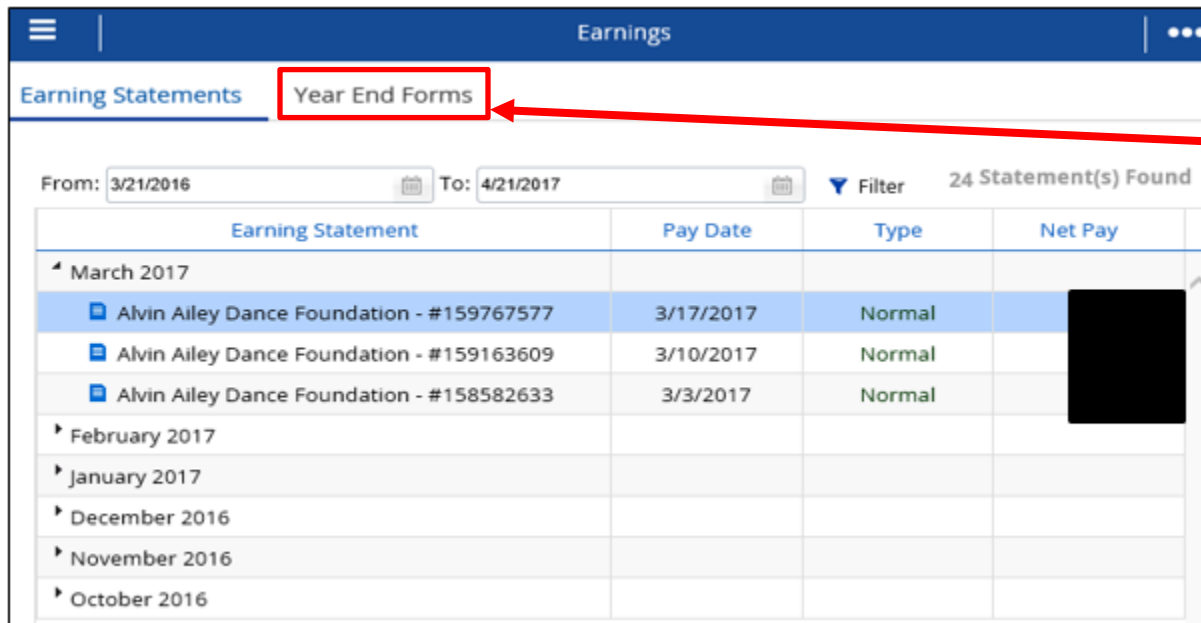 Earnings
Earning Statements Year End Forms
From: 3/21/2016 To: 4/21/2017 Filter 24 Statement(s) Found
Earning Statement Pay Date Type Net Pay
March 2017
Alvin Ailey Dance Foundation - #159767577 3/17/2017 Normal
Alvin Ailey Dance Foundation - #159163609 3/10/2017 Normal
Alvin Ailey Dance Foundation - #158582633 3/3/2017 Normal
February 2017
January 2017
December 2016
November 2016
October 2016